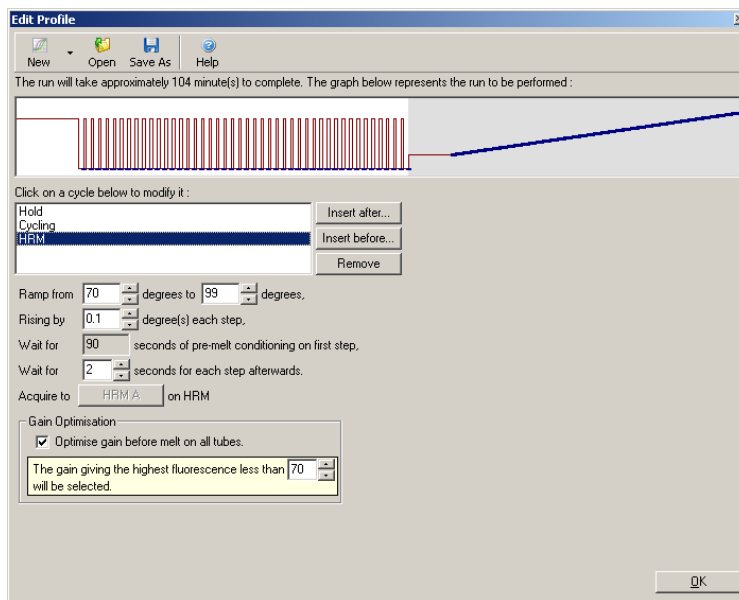 Edit Profile
New Open Save As Help
The run will take approximately 104 minute(s) to complete. The graph below represents the run to be performed :
Click on a cycle below to modify it :
Hold
Cycling
HRM
Insert after...
Insert before...
Remove
Ramp from 70 degrees to 99 degrees,
Rising by 0.1 degree(s) each step,
Wait for 90 seconds of pre-melt conditioning on first step,
Wait for 2 seconds for each step afterwards.
Acquire to HRM A on HRM
Gain Optimisation
Optimise gain before melt on all tubes.
The gain giving the highest fluorescence less than 70
will be selected.
OK